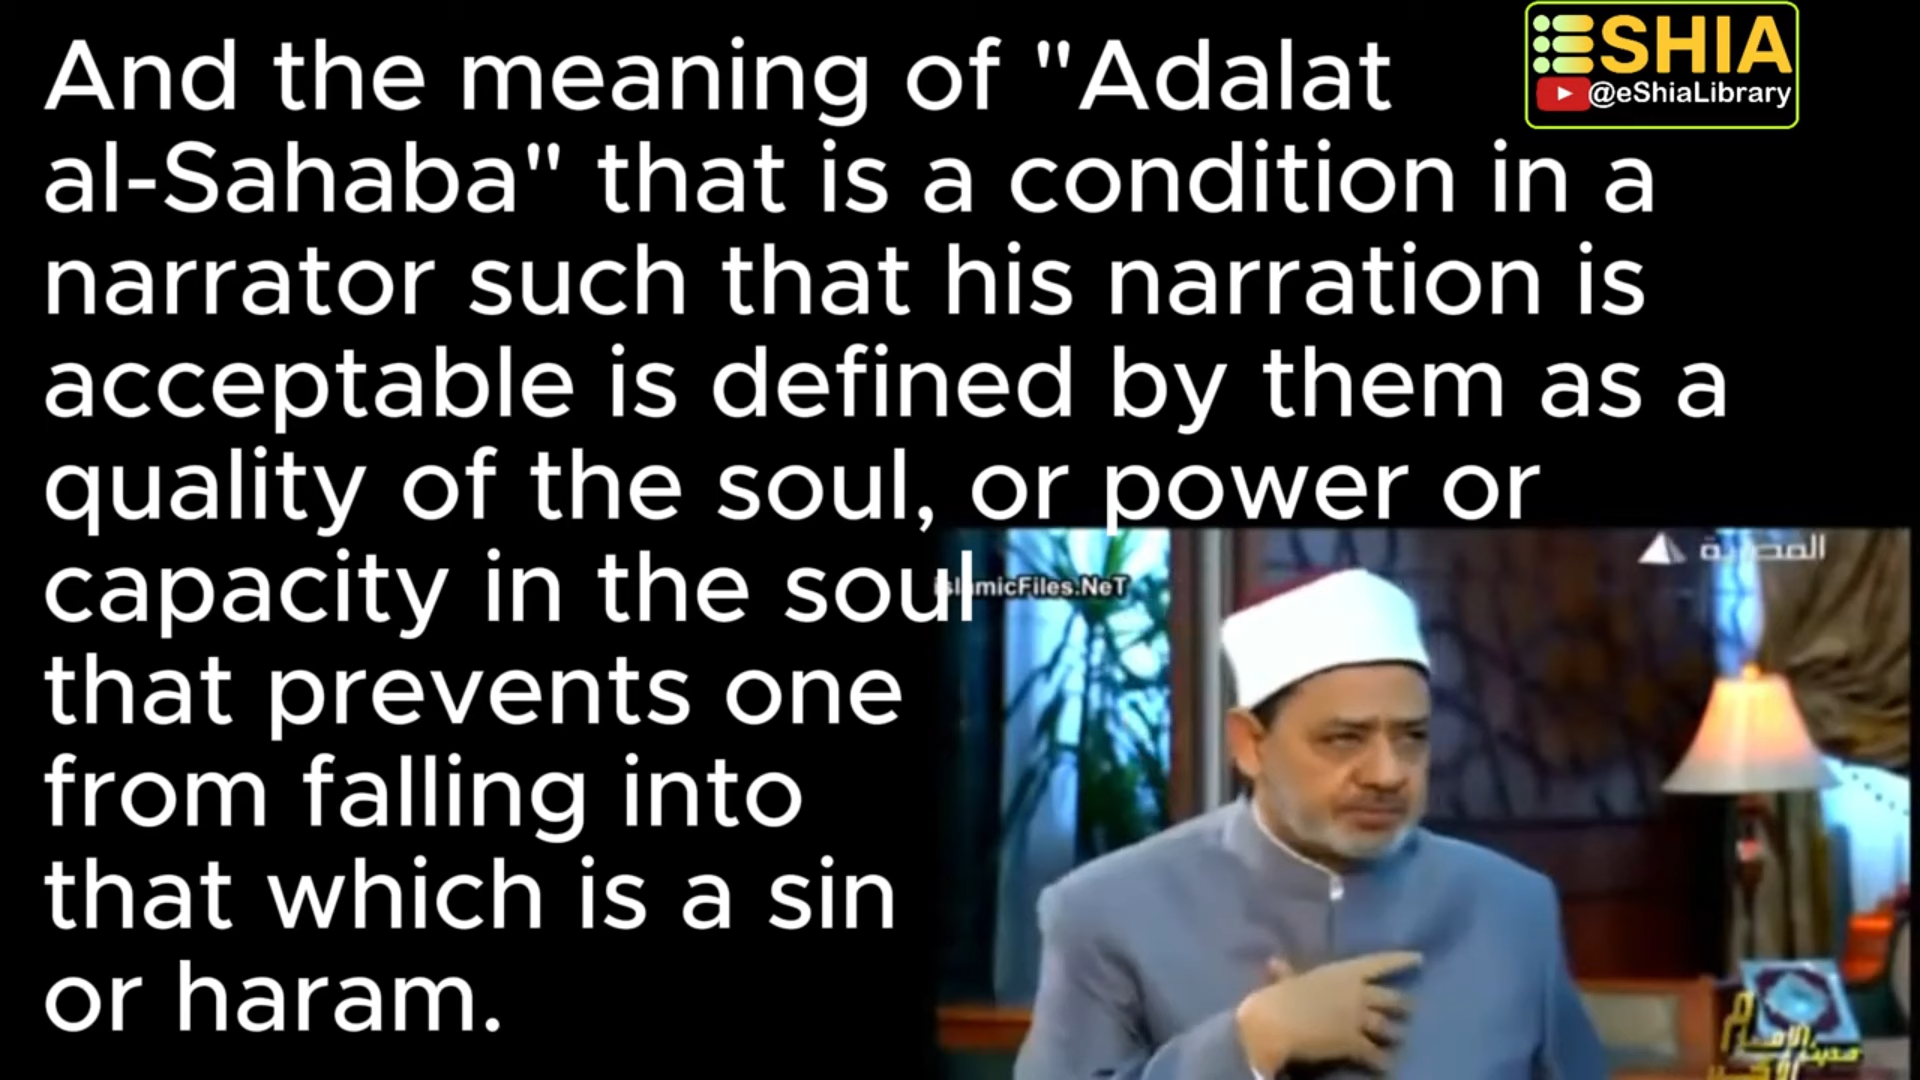 And the meaning of "Adalat
al-Sahaba" that is a condition in a
narrator such that his narration is
acceptable is defined by them as a
quality of the soul, or power or
capacity in the soul
that prevents one
from falling into
that which is a sin
or haram.
ESHIA
@eShiaLibrary
المصرية
IslamicFiles.NeT